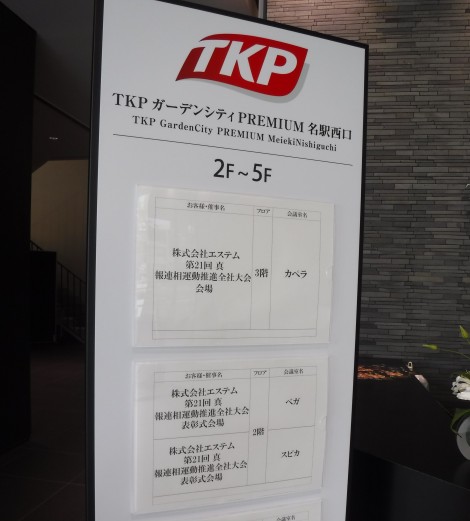 TKP
TKP ガーデンシティPREMIUM 名駅西口
TKP GardenCity PREMIUM MeiekiNishiguchi
2F～5F
お客様・催事名 フロア 会議室名
株式会社エステム
第21回 真
報連相運動推進全社大会
会場
3階
カペラ
お客様・催事名 フロア 会議室名
株式会社エステム
第21回 真
報連相運動推進全社大会
表彰式会場
ベガ
2階
株式会社エステム
第21回 真
報連相運動推進全社大会
表彰式会場
スピカ